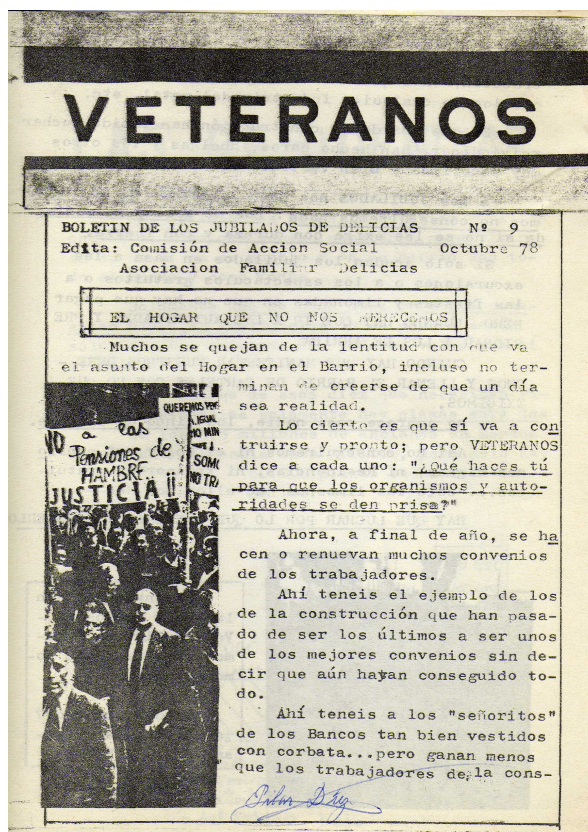 VETERANOS
BOLETIN DE LOS JUBILADOS DE DELICIAS Nº 9
Edita: Comisión de Accion Social Octubre 78
Asociacion Familiar Delicias
EL HOGAR QUE NO NOS MERECEMOS
Muchos se quejan de la lentitud con que va
el asunto del Hogar en el Barrio, incluso no ter-
minan de creerse de que un día
sea realidad.
Lo cierto es que sí va a con
truirse y pronto; pero VETERANOS
dice a cada uno: "¿Qué haces tú
para que los organismos y auto-
ridades se den prisa?"
Ahora, a final de año, se ha
cen o renuevan muchos convenios
de los trabajadores.
Ahí teneis el ejemplo de los
de la construcción que han pasa-
do de ser los últimos a ser unos
de los mejores convenios sin de-
cir que aún hayan conseguido to-
do.
Ahí teneis a los "señoritos"
de los Bancos tan bien vestidos
con corbata...pero ganan menos
que los trabajadores de la cons-
NO a las
Pensiones de
HAMBRE
JUSTICIA !!
QUEREMOS
IGUAL
NO MIN
SOMO
NO TRA
Pilar Díez